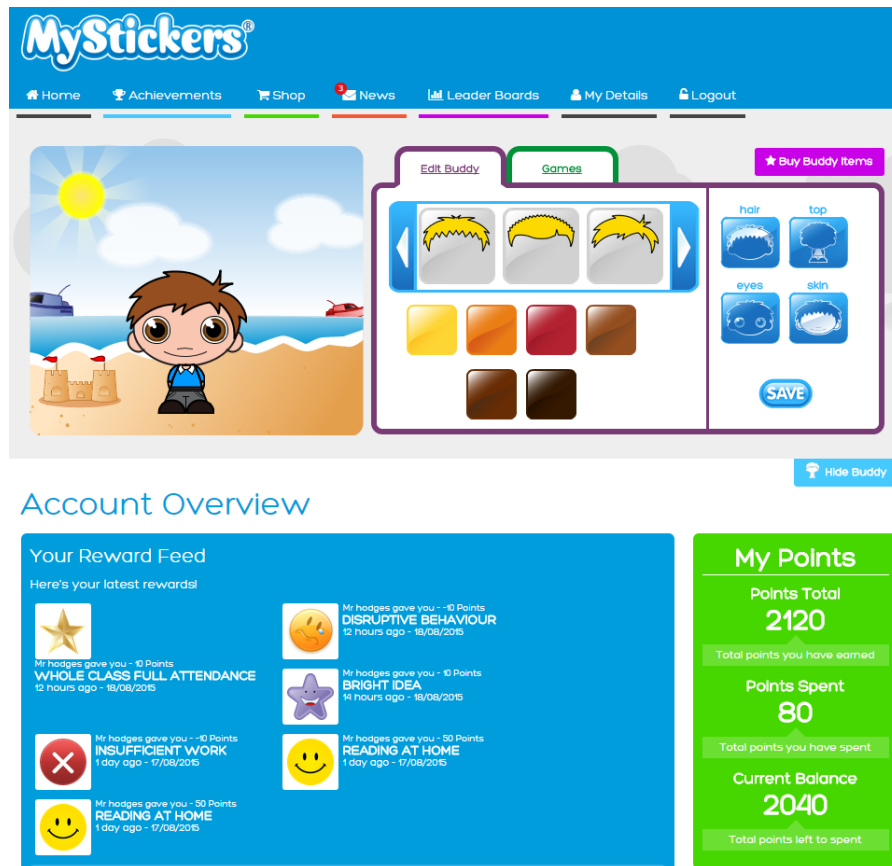 MyStickers®
Home
Achievements
Shop
3
News
Leader Boards
My Details
Logout
Edit Buddy
Games
Buy Buddy Items
hair
top
eyes
skin
SAVE
Hide Buddy
Account Overview
Your Reward Feed
Here's your latest rewards!
Mr hodges gave you - 10 Points
WHOLE CLASS FULL ATTENDANCE
12 hours ago - 18/08/2015
Mr hodges gave you - -10 Points
DISRUPTIVE BEHAVIOUR
12 hours ago - 18/08/2015
Mr hodges gave you - 10 Points
BRIGHT IDEA
14 hours ago - 18/08/2015
Mr hodges gave you - -10 Points
INSUFFICIENT WORK
1 day ago - 17/08/2015
Mr hodges gave you - 50 Points
READING AT HOME
1 day ago - 17/08/2015
Mr hodges gave you - 50 Points
READING AT HOME
1 day ago - 17/08/2015
My Points
Points Total
2120
Total points you have earned
Points Spent
80
Total points you have spent
Current Balance
2040
Total points left to spent